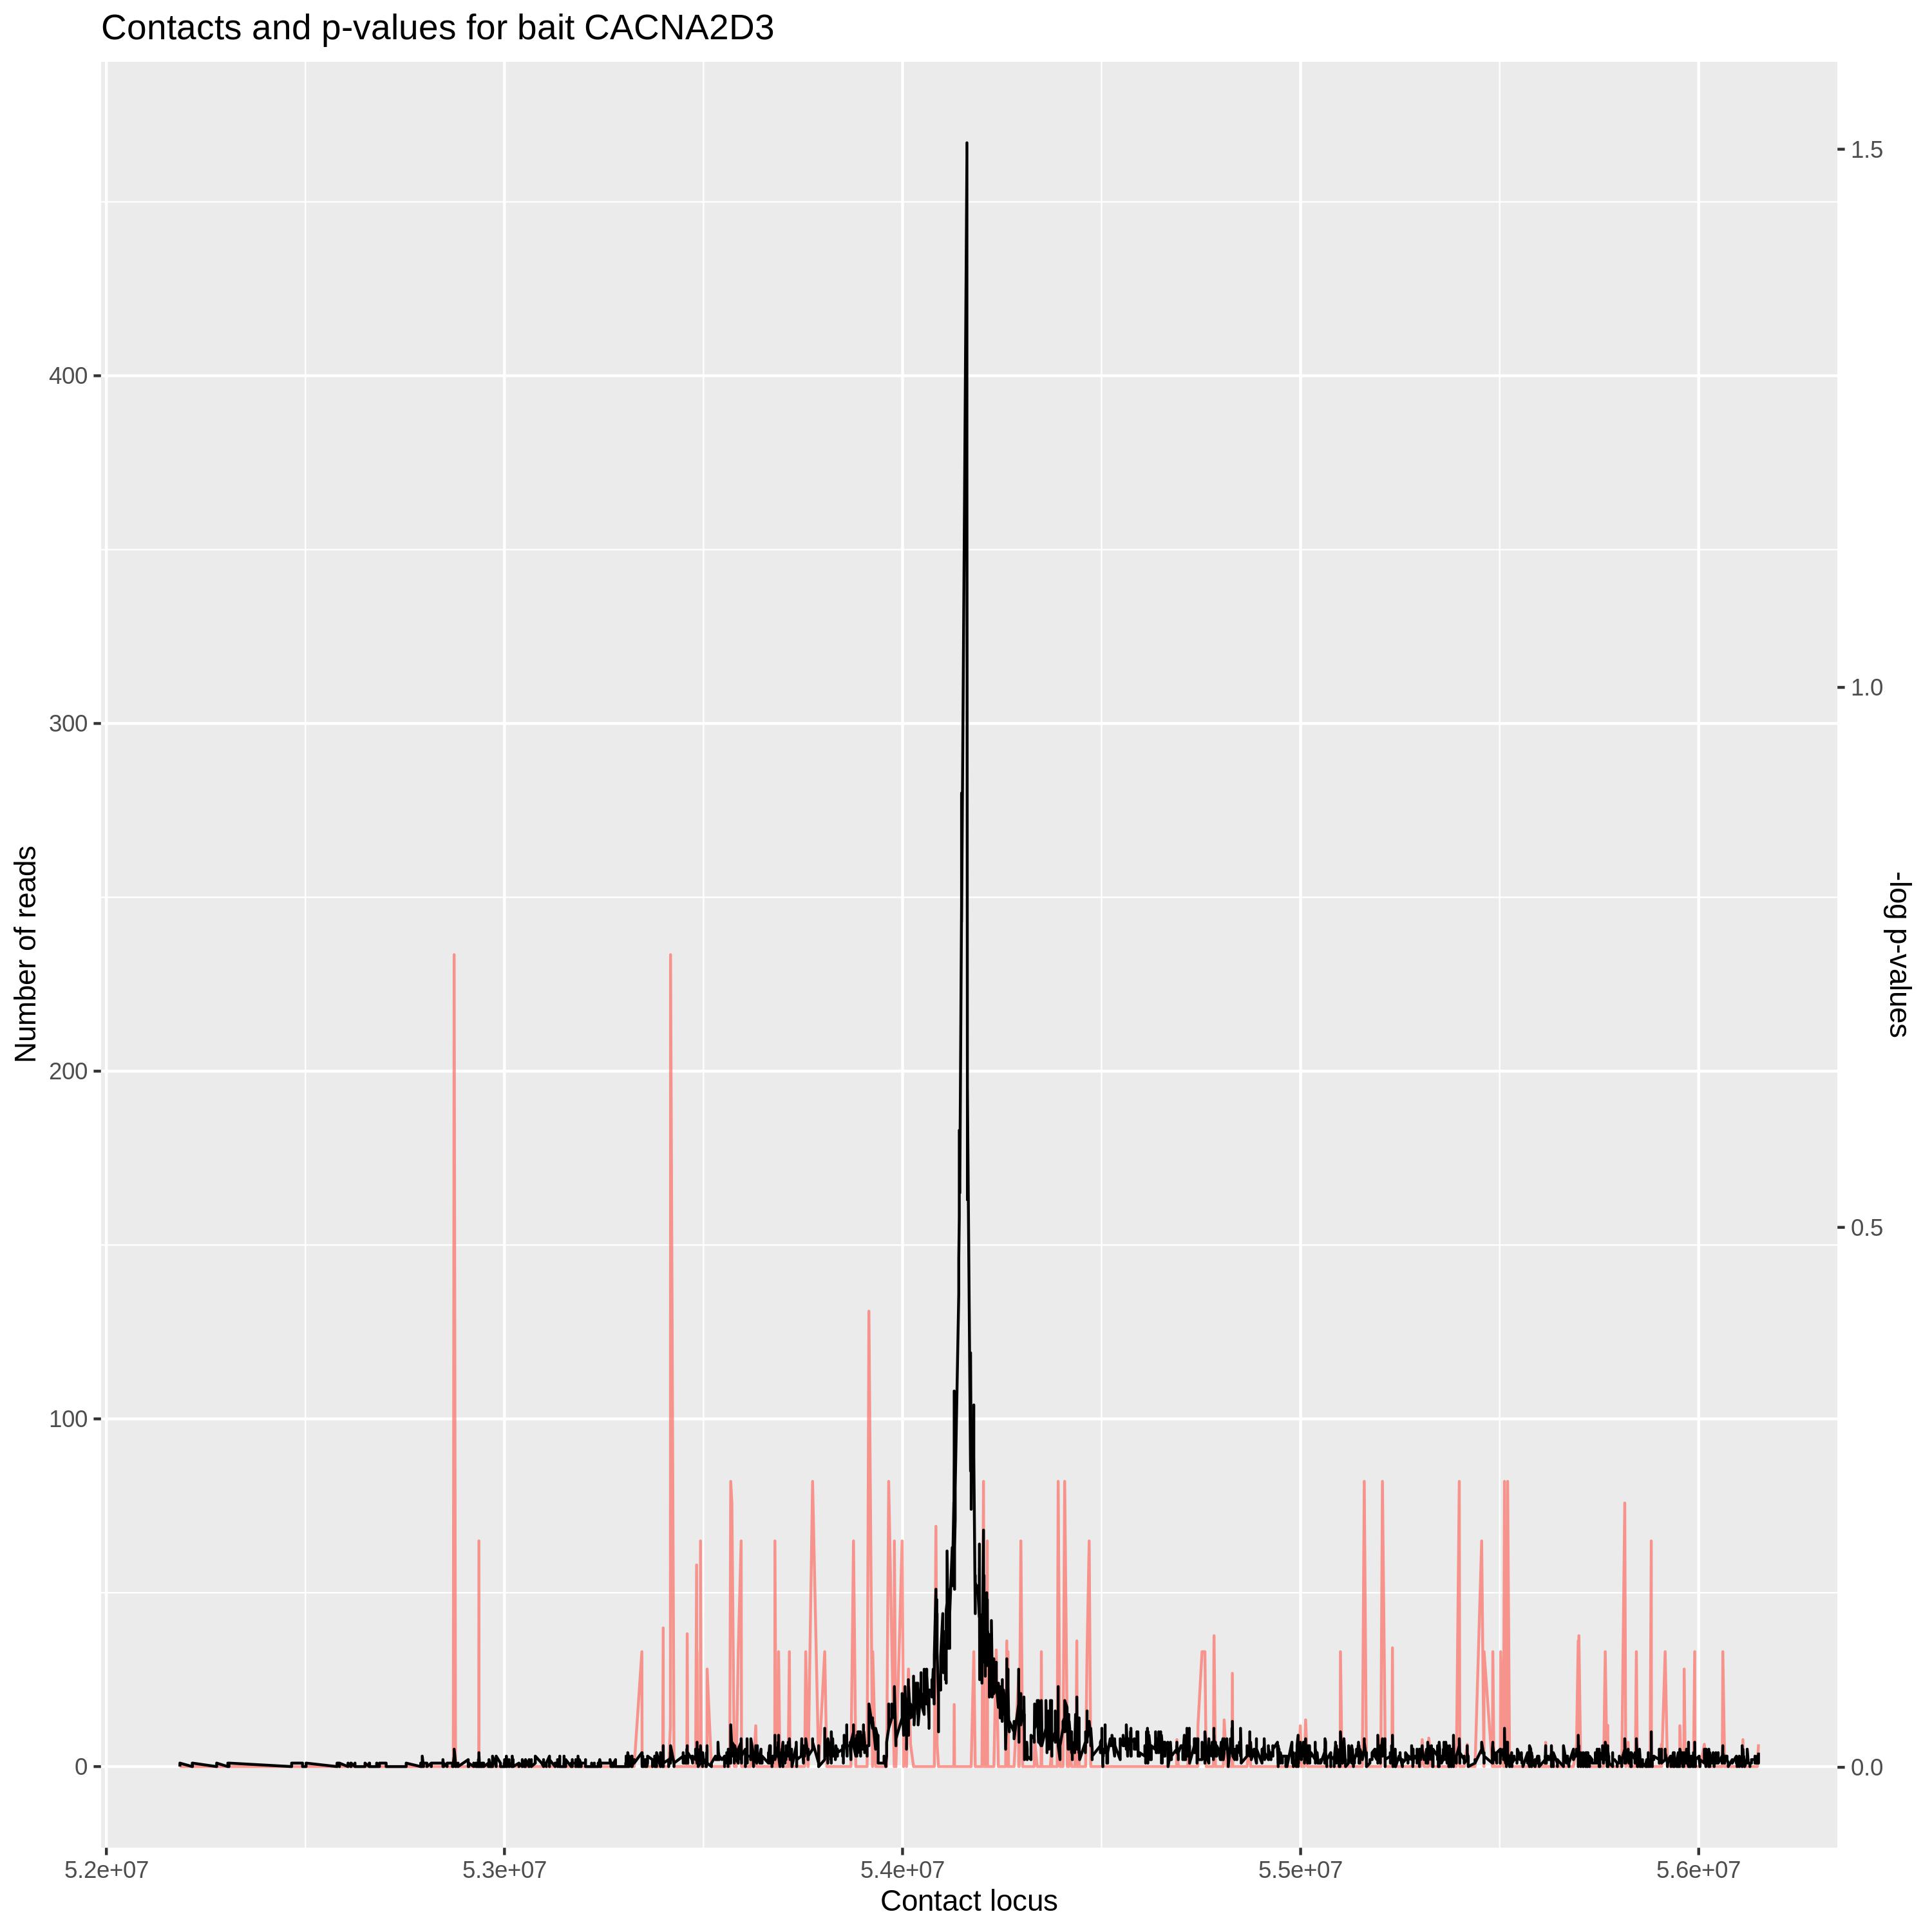 Contacts and p-values for bait CACNA2D3
Number of reads
400
300
200
100
0
1.5
1.0
0.5
0.0
-log p-values
5.2e+07
5.3e+07
5.4e+07
5.5e+07
5.6e+07
Contact locus